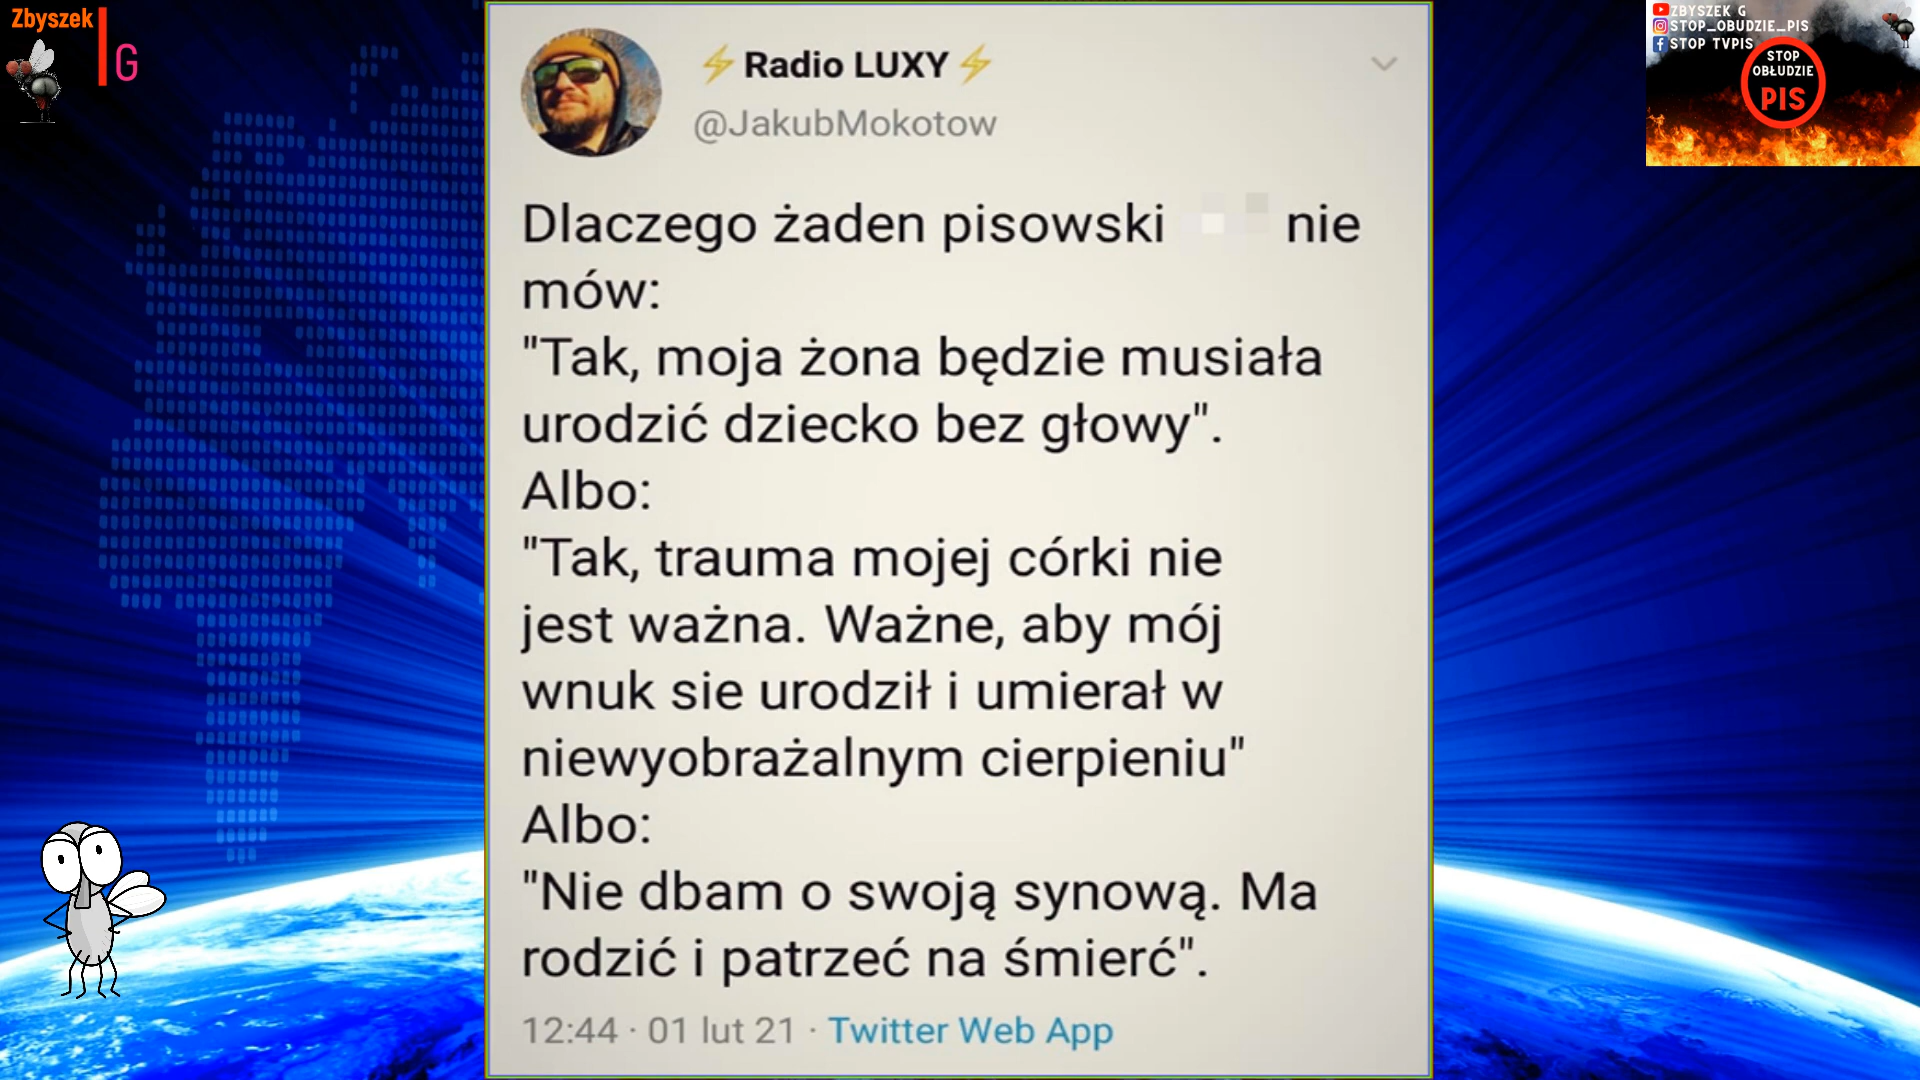 Zbyszek
G
ZBYSZEK G
STOP_OBUDZIE_PIS
STOP TVPIS
STOP
OBŁUDZIE
PIS
⚡ Radio LUXY ⚡
@JakubMokotow
Dlaczego żaden pisowski nie
mów:
"Tak, moja żona będzie musiała
urodzić dziecko bez głowy".
Albo:
"Tak, trauma mojej córki nie
jest ważna. Ważne, aby mój
wnuk sie urodził i umierał w
niewyobrażalnym cierpieniu"
Albo:
"Nie dbam o swoją synową. Ma
rodzić i patrzeć na śmierć".
12:44 · 01 lut 21 · Twitter Web App